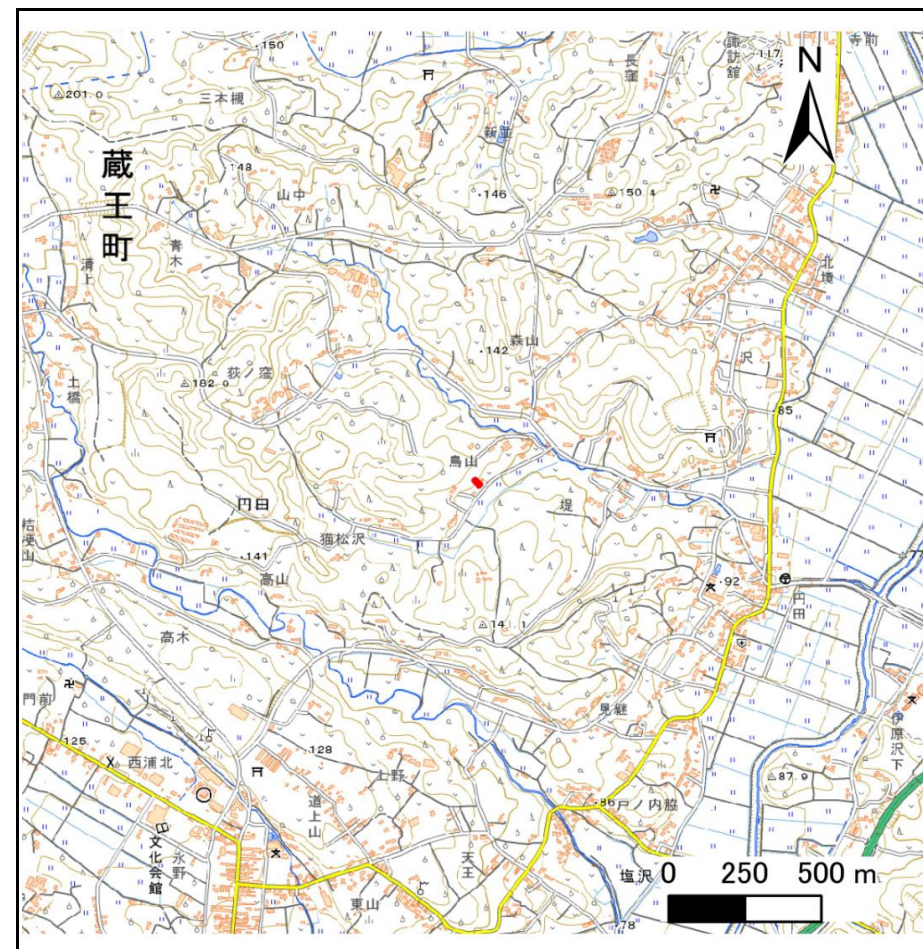 150
寺前
117
諏訪舘
長窪
N
201.0
三本槻
新並
蔵王町
148
山中
146
150.4
青木
清上
北境
森山
142
沢
荻ノ窪
182.0
土橋
85
鳥山
円田
堤
猫松沢
141
桔梗山
高山
92
円田
141.1
高木
見継
門前
伊原沢下
125
西浦北
128
上野
87.9
道上山
86
戸ノ内脇
文化会館
永野
天王
塩沢
0 250 500 m
東山
78